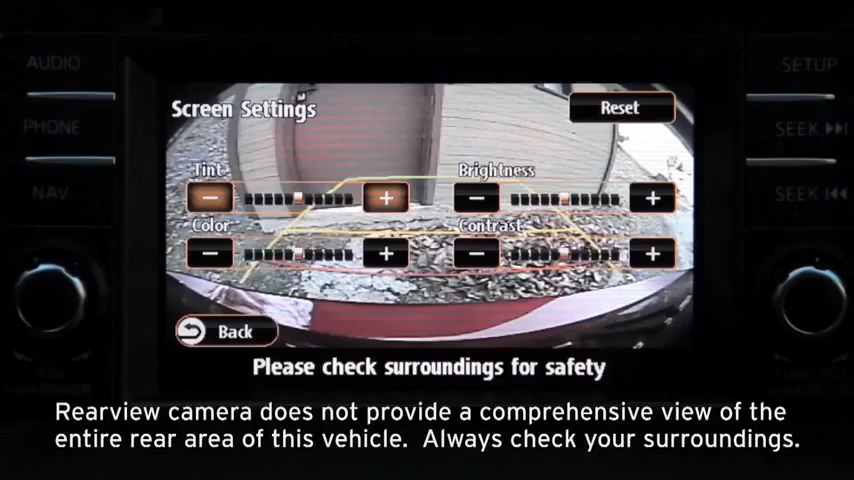 AUDIO
SETUP
Screen Settings
Reset
PHONE
SEEK
Tint
Brightness
NAV
SEEK
− + − +
Color
Contrast
− + − +
Back
Please check surroundings for safety
Rearview camera does not provide a comprehensive view of the
entire rear area of this vehicle. Always check your surroundings.